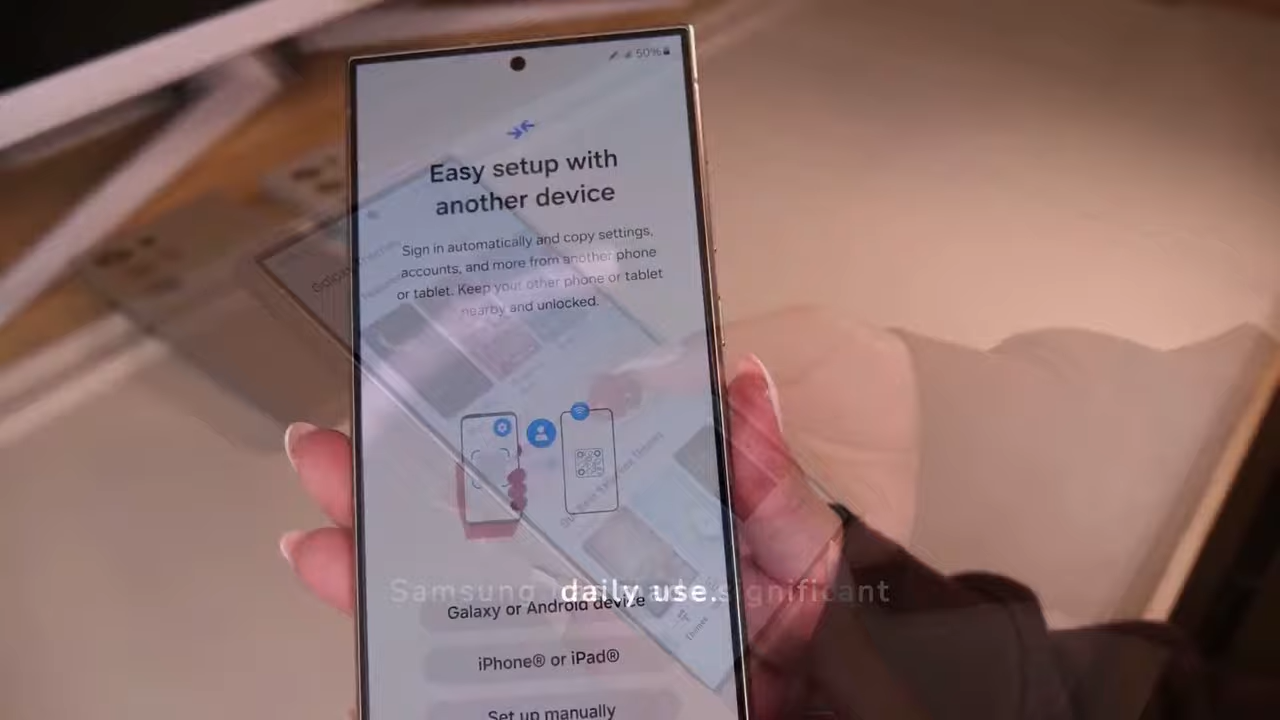 50%
Easy setup with
another device
Sign in automatically and copy settings,
accounts, and more from another phone
or tablet. Keep your other phone or tablet
nearby and unlocked.
Samsung daily use. significant
Galaxy or Android device
iPhone® or iPad®
Set up manually
Themes